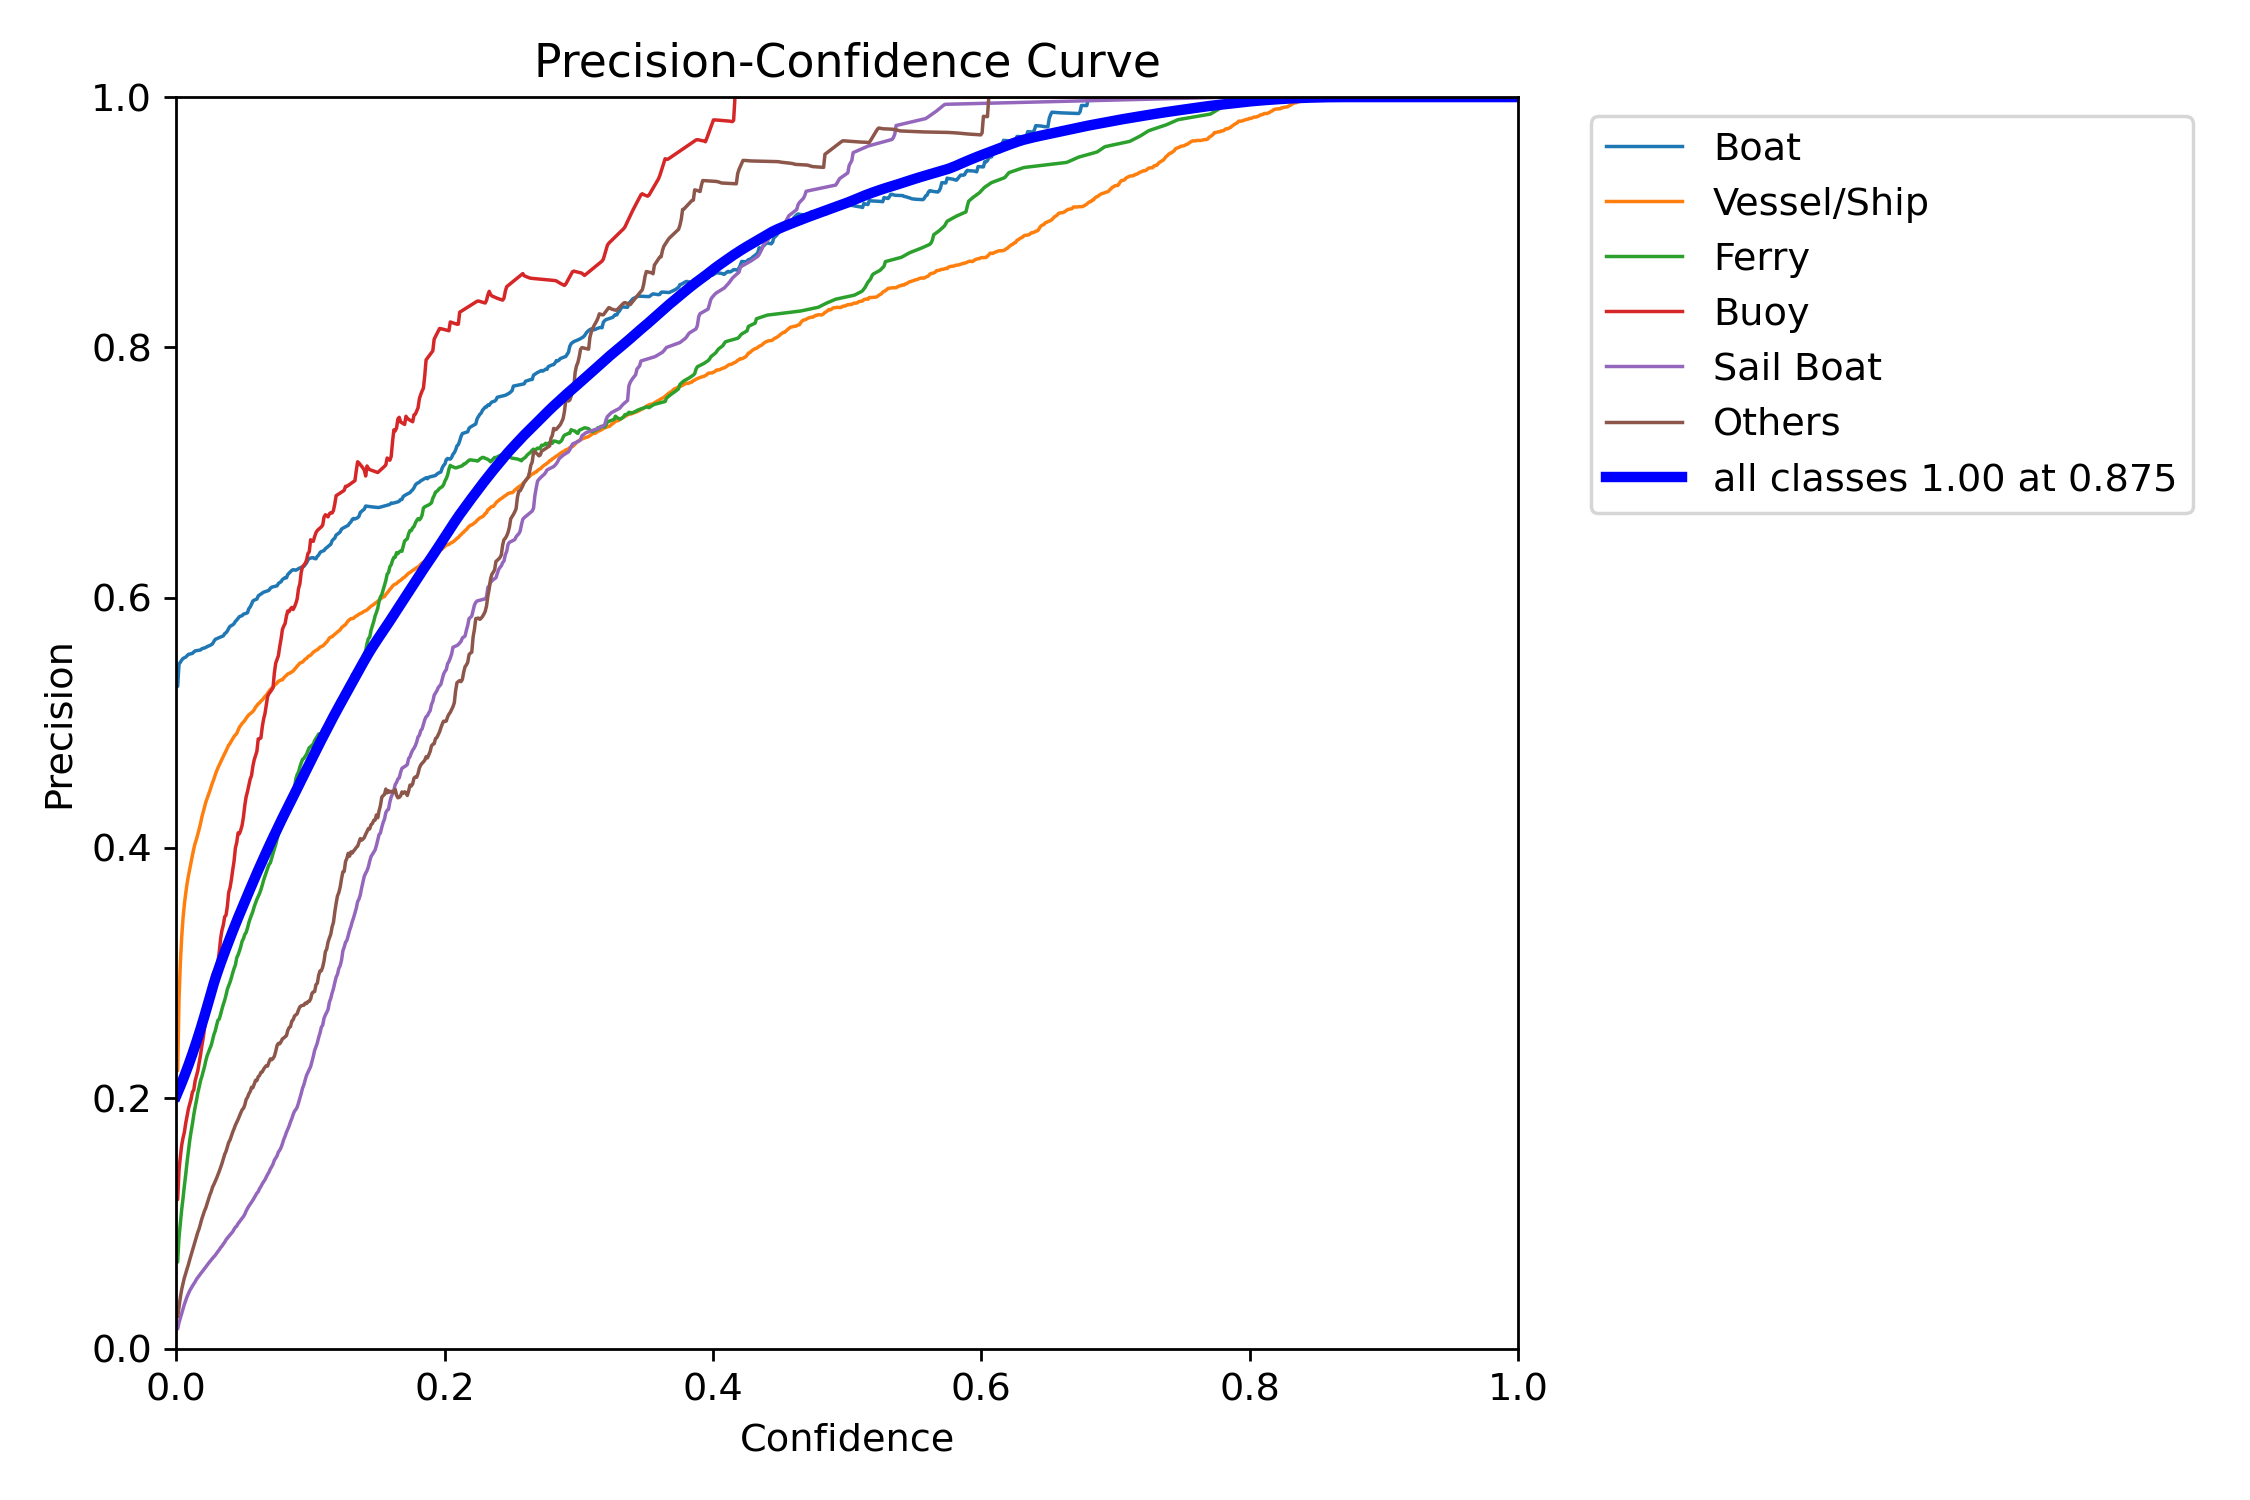 Precision-Confidence Curve
1.0
0.8
0.6
0.4
0.2
0.0
Precision
0.0 0.2 0.4 0.6 0.8 1.0
Confidence
Boat
Vessel/Ship
Ferry
Buoy
Sail Boat
Others
all classes 1.00 at 0.875